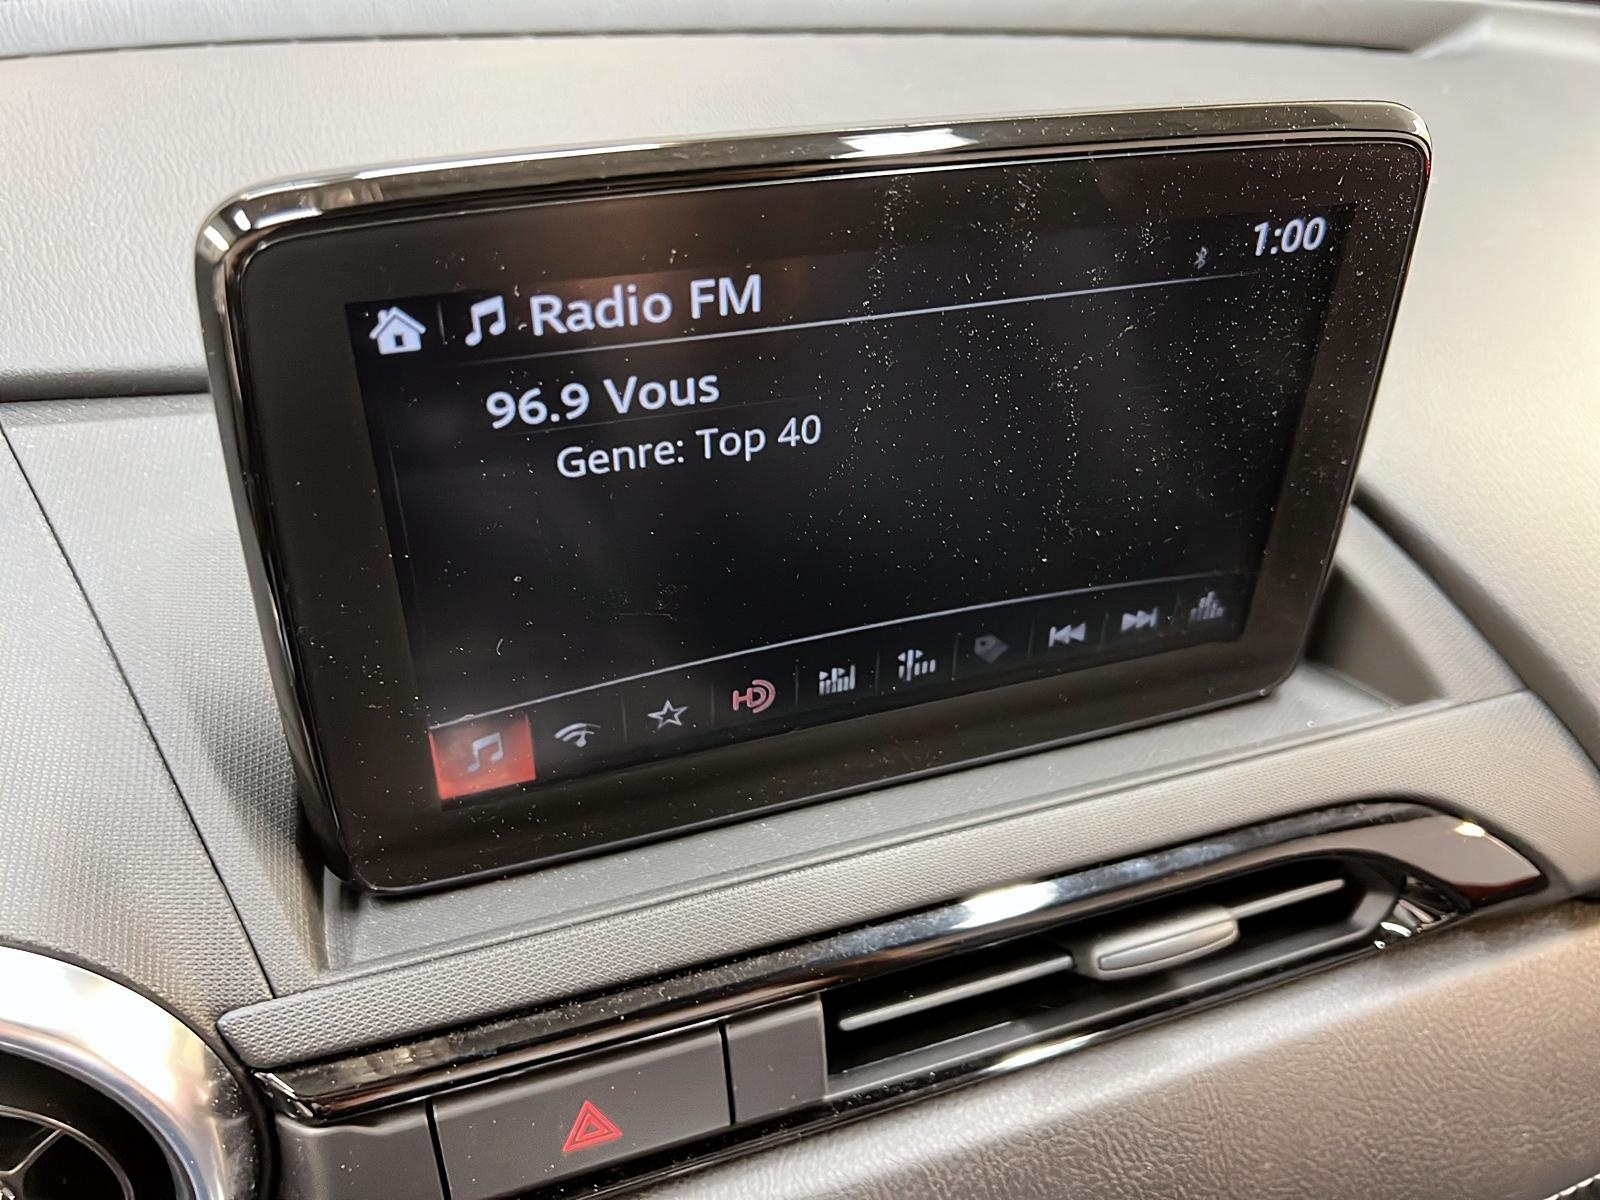 1:00
Radio FM
96.9 Vous
Genre: Top 40
HD